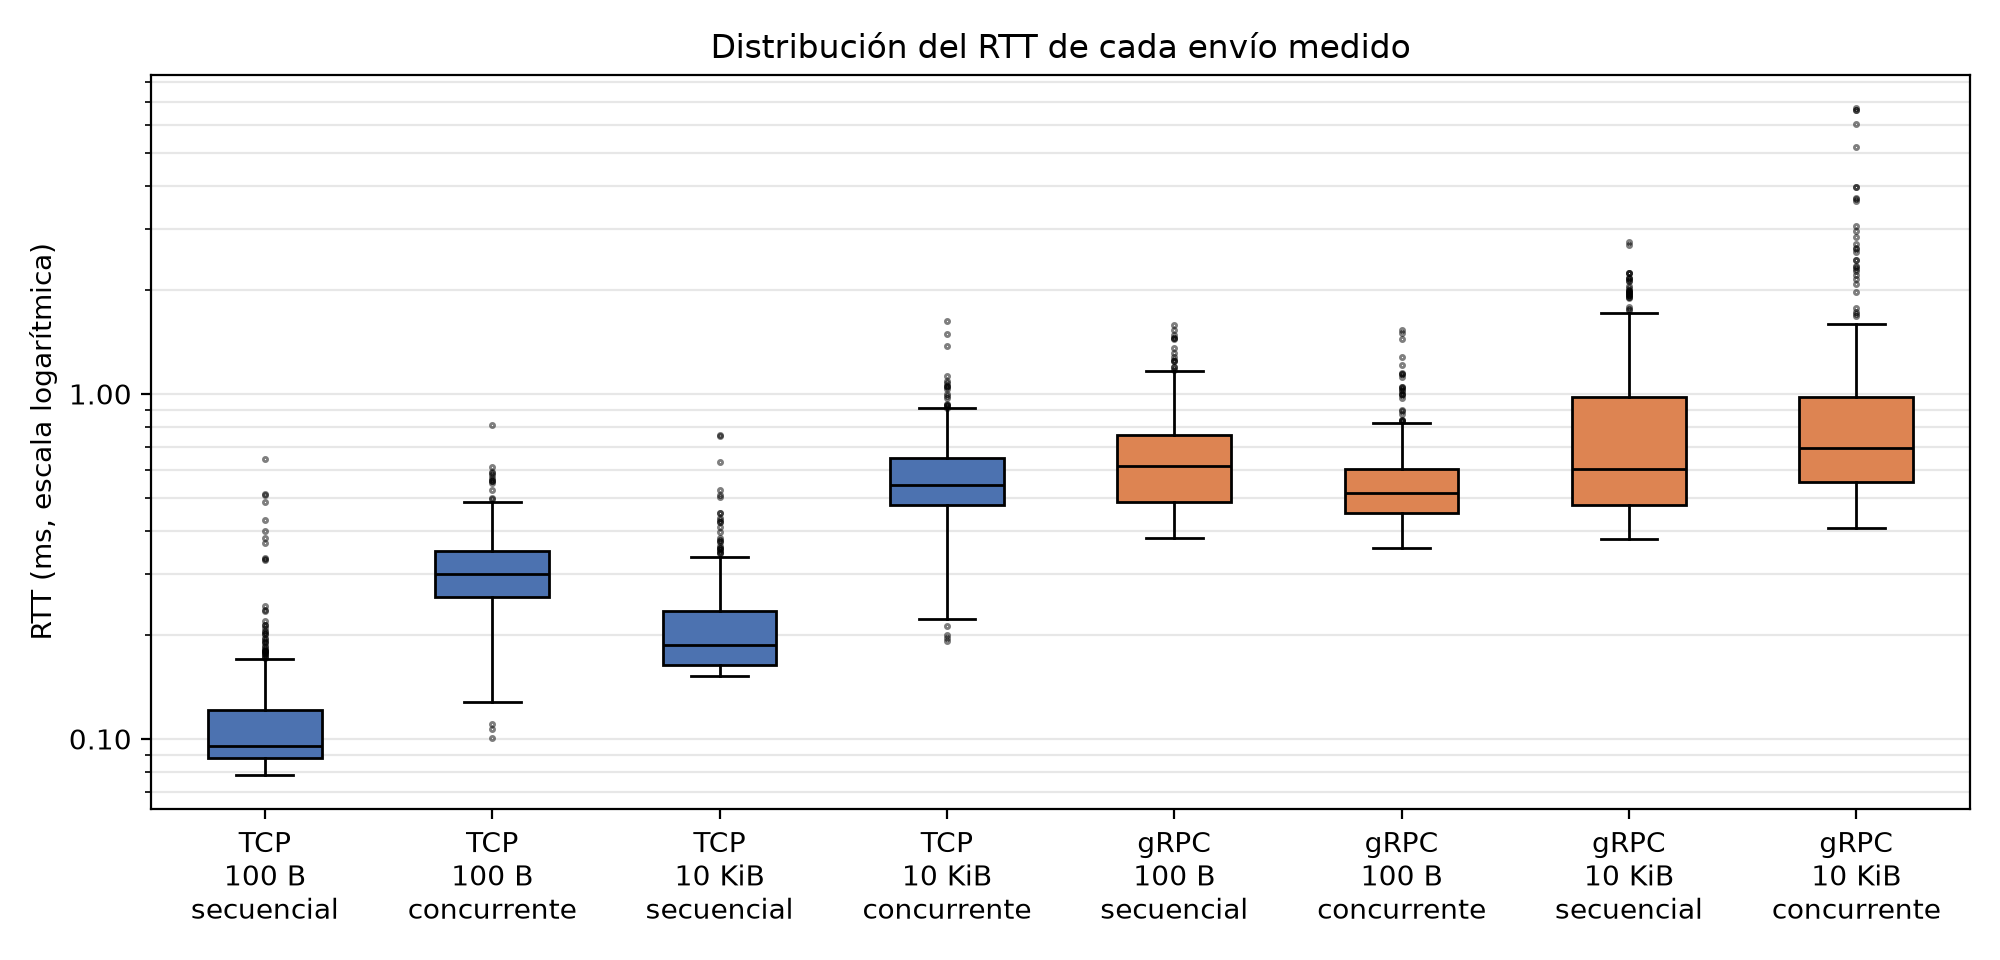 Distribución del RTT de cada envío medido
RTT (ms, escala logarítmica)
1.00
0.10
TCP
100 B
secuencial
TCP
100 B
concurrente
TCP
10 KiB
secuencial
TCP
10 KiB
concurrente
gRPC
100 B
secuencial
gRPC
100 B
concurrente
gRPC
10 KiB
secuencial
gRPC
10 KiB
concurrente